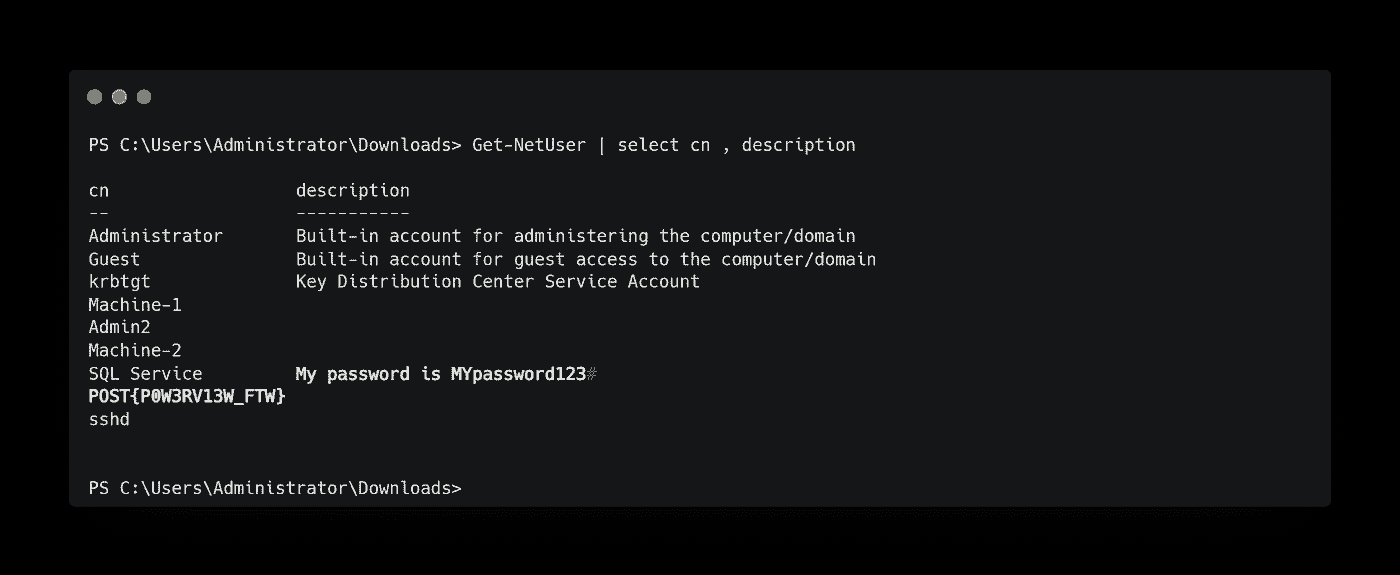 PS C:\Users\Administrator\Downloads> Get-NetUser | select cn , description
cn description
-- -----------
Administrator Built-in account for administering the computer/domain
Guest Built-in account for guest access to the computer/domain
krbtgt Key Distribution Center Service Account
Machine-1
Admin2
Machine-2
SQL Service My password is MYpassword123#
POST{P0W3RV13W_FTW}
sshd
PS C:\Users\Administrator\Downloads>